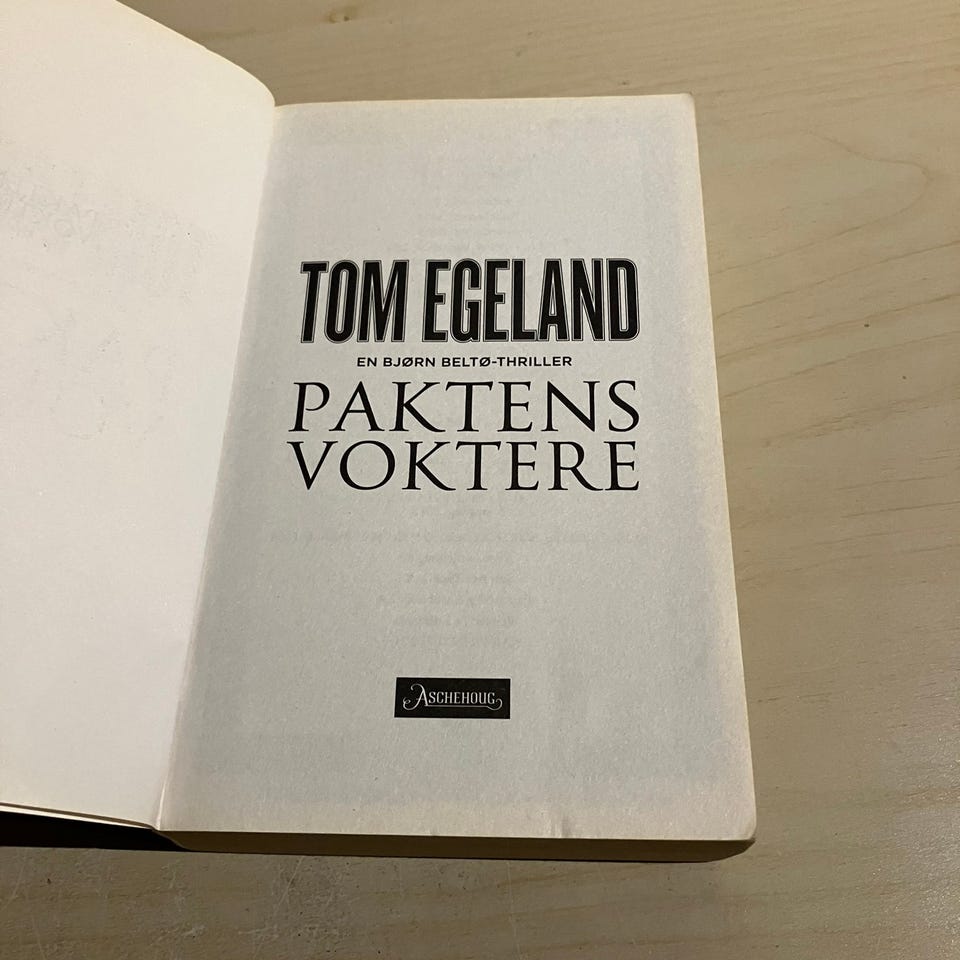 TOM EGELAND
EN BJØRN BELTØ-THRILLER
PAKTENS
VOKTERE
ASCHEHOUG